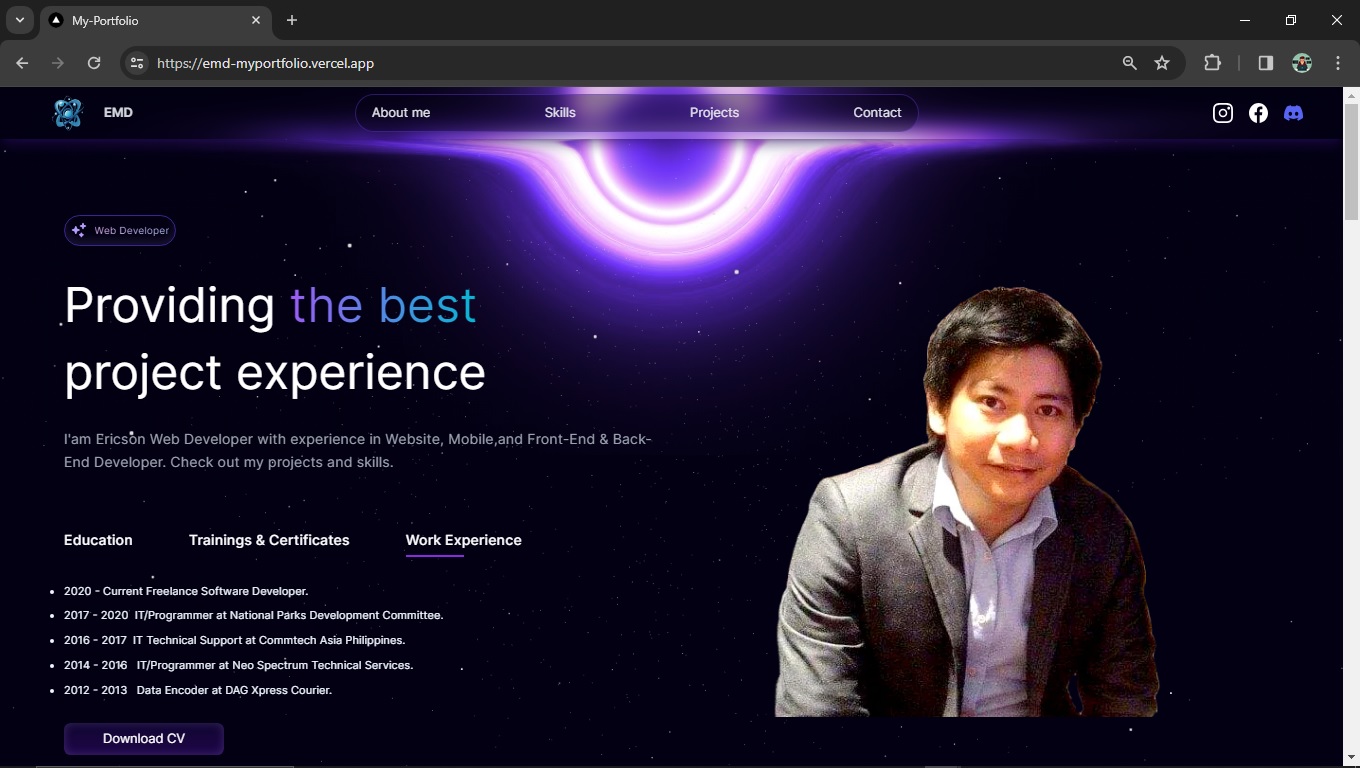 My-Portfolio
https://emd-myportfolio.vercel.app
EMD
About me
Skills
Projects
Contact
Web Developer
Providing the best
project experience
I'am Ericson Web Developer with experience in Website, Mobile,and Front-End & Back-
End Developer. Check out my projects and skills.
Education
Trainings & Certificates
Work Experience
2020 - Current Freelance Software Developer.
2017 - 2020 IT/Programmer at National Parks Development Committee.
2016 - 2017 IT Technical Support at Commtech Asia Philippines.
2014 - 2016 IT/Programmer at Neo Spectrum Technical Services.
2012 - 2013 Data Encoder at DAG Xpress Courier.
Download CV